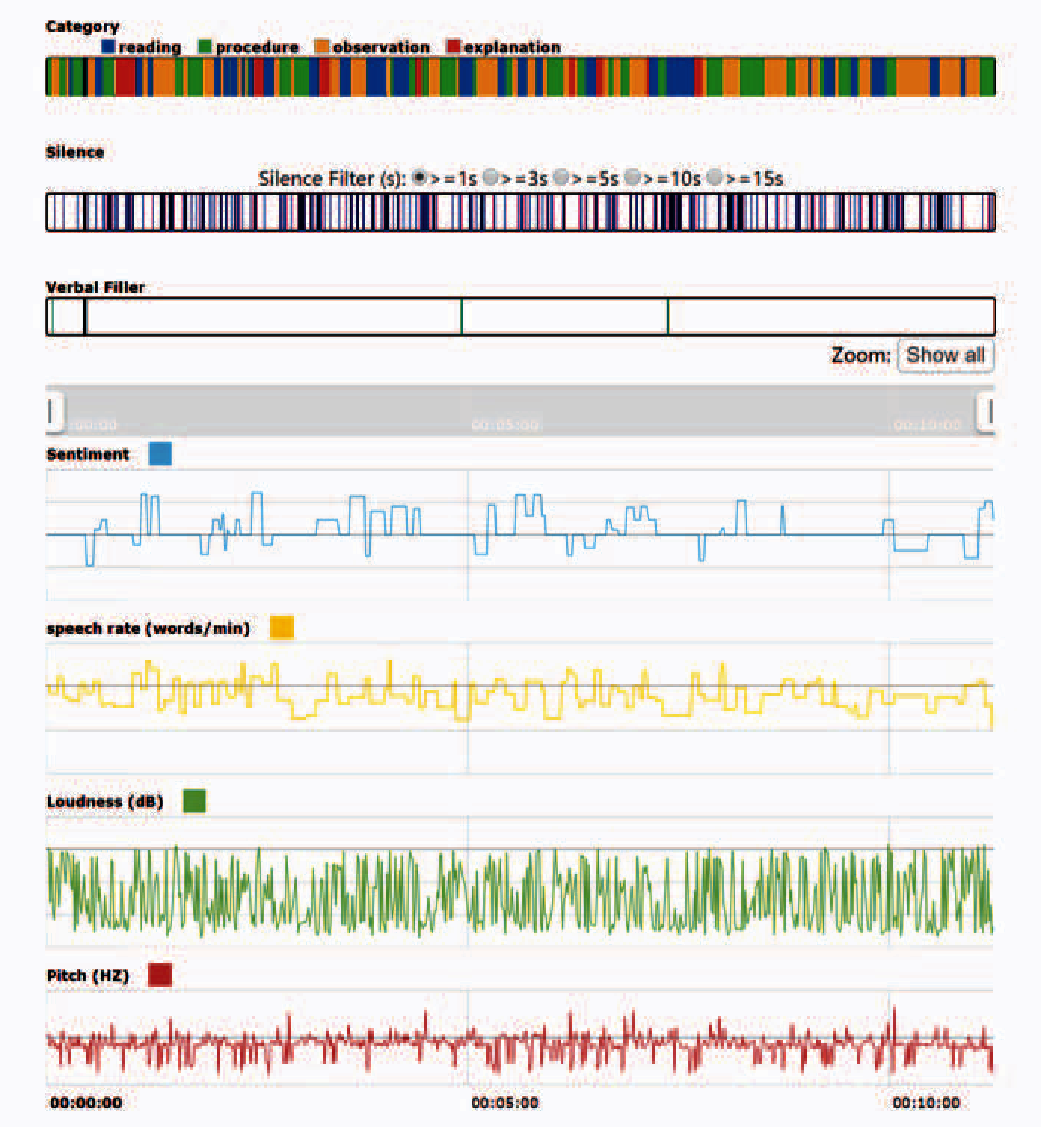 Category
reading procedure observation explanation
Silence
Silence Filter (s): >=1s >=3s >=5s >=10s >=15s
Verbal Filler
Zoom: Show all
:00:00 00:05:00 00:10:00
Sentiment
speech rate (words/min)
Loudness (dB)
Pitch (HZ)
00:00:00 00:05:00 00:10:00